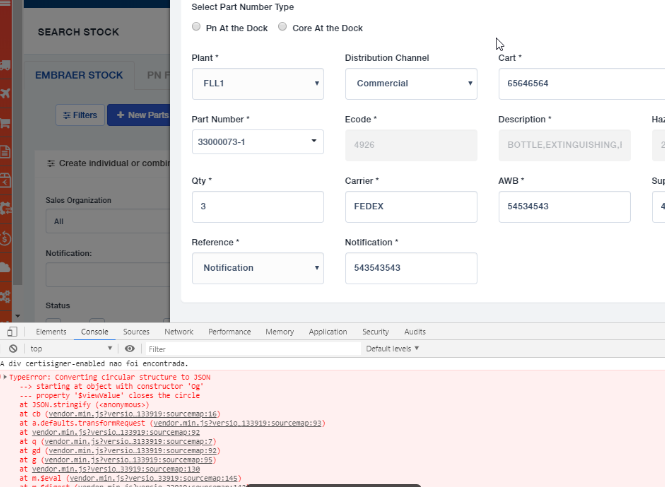 Select Part Number Type
Pn At the Dock Core At the Dock
SEARCH STOCK
Plant * Distribution Channel Cart *
EMBRAER STOCK PN F
FLL1 Commercial 65646564
Filters + New Parts
Part Number * Ecode * Description * Haz
33000073-1 4926 BOTTLE,EXTINGUISHING,I 2
Create individual or combin
Qty * Carrier * AWB * Sup
Sales Organization
All
3 FEDEX 54534543 4
Reference * Notification *
Notification:
Notification 543543543
Status
Elements Console Sources Network Performance Memory Application Security Audits
top Filter Default levels
A div certisigner-enabled nao foi encontrada.
TypeError: Converting circular structure to JSON
--> starting at object with constructor 'Og'
--- property '$viewValue' closes the circle
at JSON.stringify (<anonymous>)
at cb (vendor.min.js?versio…133919:sourcemap:16)
at a.defaults.transformRequest (vendor.min.js?versio…133919:sourcemap:93)
at vendor.min.js?versio…133919:sourcemap:92
at q (vendor.min.js?versio…3133919:sourcemap:7)
at gd (vendor.min.js?versio…133919:sourcemap:92)
at g (vendor.min.js?versio…133919:sourcemap:95)
at vendor.min.js?versio…33919:sourcemap:130
at m.$eval (vendor.min.js?versio…33919:sourcemap:145)